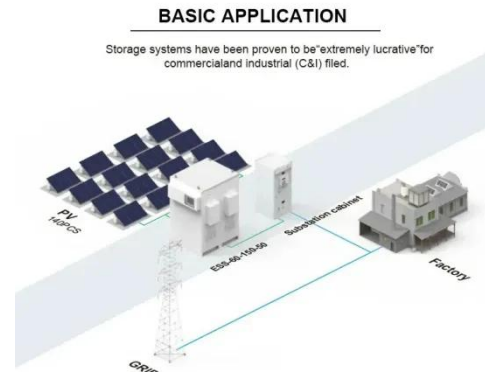 BASIC APPLICATION
Storage systems have been proven to be"extremely lucrative"for
commercialand industrial (C&I) filed.
PV
140PCS
ESS-60-150-50
Substation cabinet
Factory
GRID